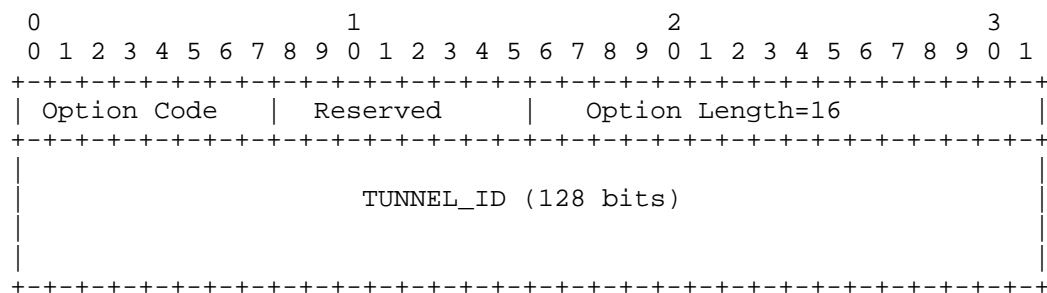 0                   1                   2                   3
 0 1 2 3 4 5 6 7 8 9 0 1 2 3 4 5 6 7 8 9 0 1 2 3 4 5 6 7 8 9 0 1
+-+-+-+-+-+-+-+-+-+-+-+-+-+-+-+-+-+-+-+-+-+-+-+-+-+-+-+-+-+-+-+-+
| Option Code   |  Reserved     |   Option Length=16            |
+-+-+-+-+-+-+-+-+-+-+-+-+-+-+-+-+-+-+-+-+-+-+-+-+-+-+-+-+-+-+-+-+
|                                                               |
|                     TUNNEL_ID (128 bits)                      |
|                                                               |
|                                                               |
+-+-+-+-+-+-+-+-+-+-+-+-+-+-+-+-+-+-+-+-+-+-+-+-+-+-+-+-+-+-+-+-+